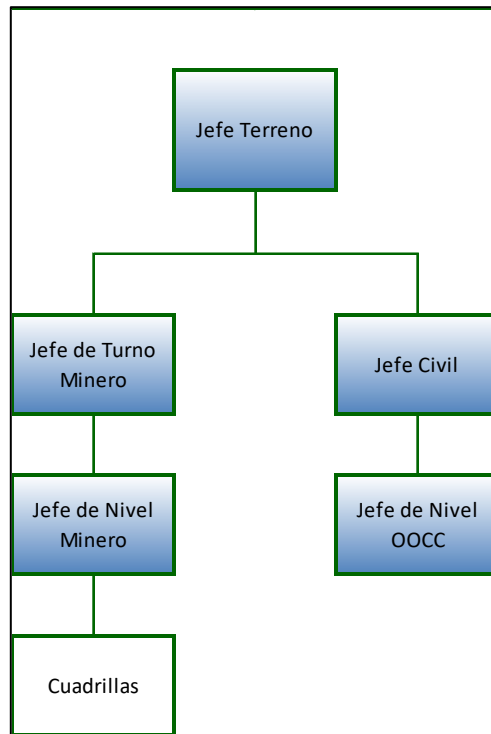 Jefe Terreno
Jefe de Turno
Minero
Jefe Civil
Jefe de Nivel
Minero
Jefe de Nivel
OOCC
Cuadrillas